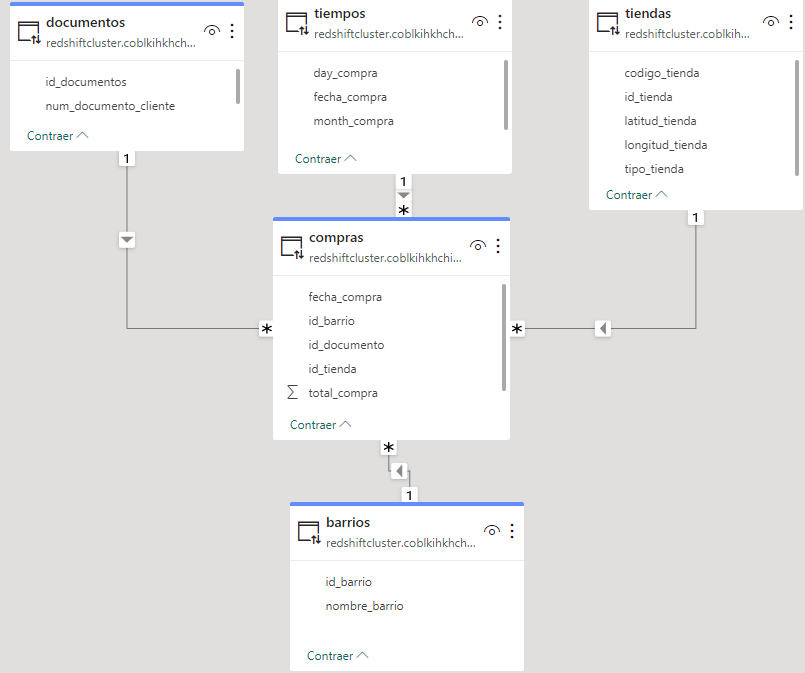 documentos
redshiftcluster.coblkihkhch...
id_documentos
num_documento_cliente
Contraer
1
tiempos
redshiftcluster.coblkihkhch...
day_compra
fecha_compra
month_compra
Contraer
1
*
tiendas
redshiftcluster.coblkih...
codigo_tienda
id_tienda
latitud_tienda
longitud_tienda
tipo_tienda
Contraer
1
compras
redshiftcluster.coblkihkhchi...
fecha_compra
id_barrio
id_documento
id_tienda
∑ total_compra
Contraer
*
*
*
1
barrios
redshiftcluster.coblkihkhch...
id_barrio
nombre_barrio
Contraer